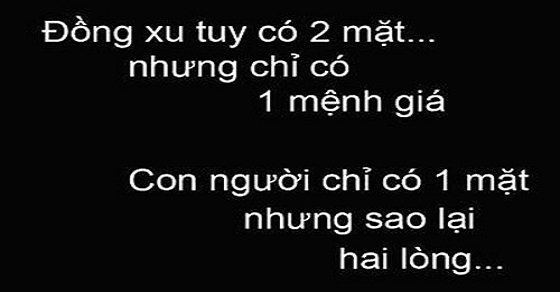 Đồng xu tuy có 2 mặt...
nhưng chỉ có
1 mệnh giá
Con người chỉ có 1 mặt
nhưng sao lại
hai lòng...